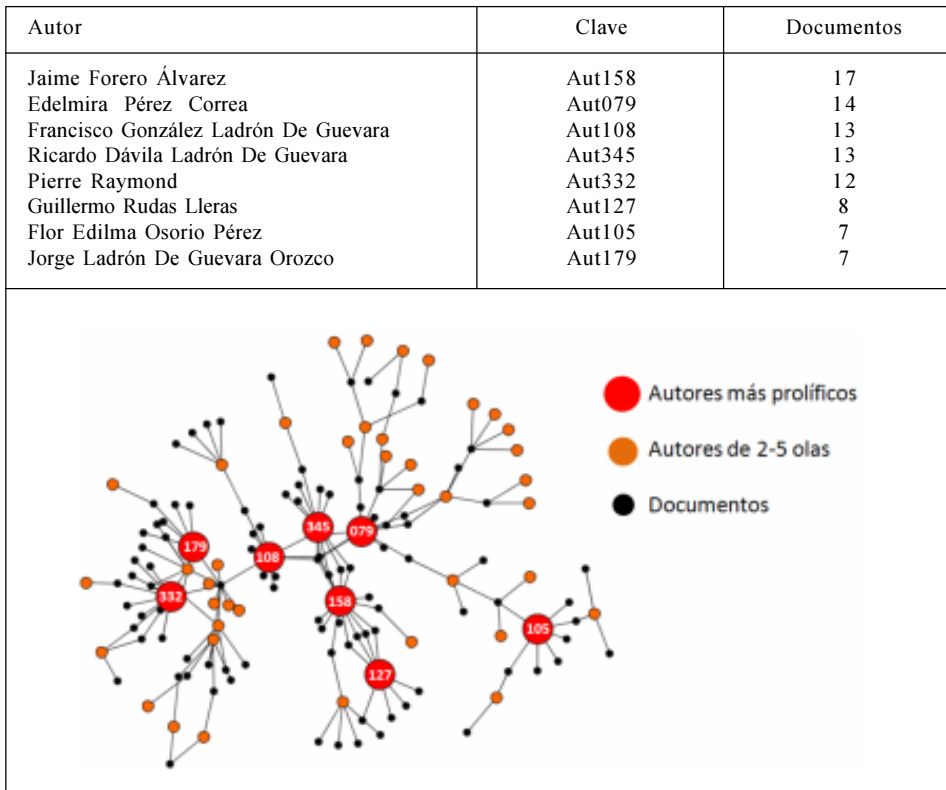 Autor Clave Documentos
Jaime Forero Álvarez Aut158 17
Edelmira Pérez Correa Aut079 14
Francisco González Ladrón De Guevara Aut108 13
Ricardo Dávila Ladrón De Guevara Aut345 13
Pierre Raymond Aut332 12
Guillermo Rudas Lleras Aut127 8
Flor Edilma Osorio Pérez Aut105 7
Jorge Ladrón De Guevara Orozco Aut179 7
Autores más prolíficos
Autores de 2-5 olas
Documentos
345
079
179
108
332
158
105
127